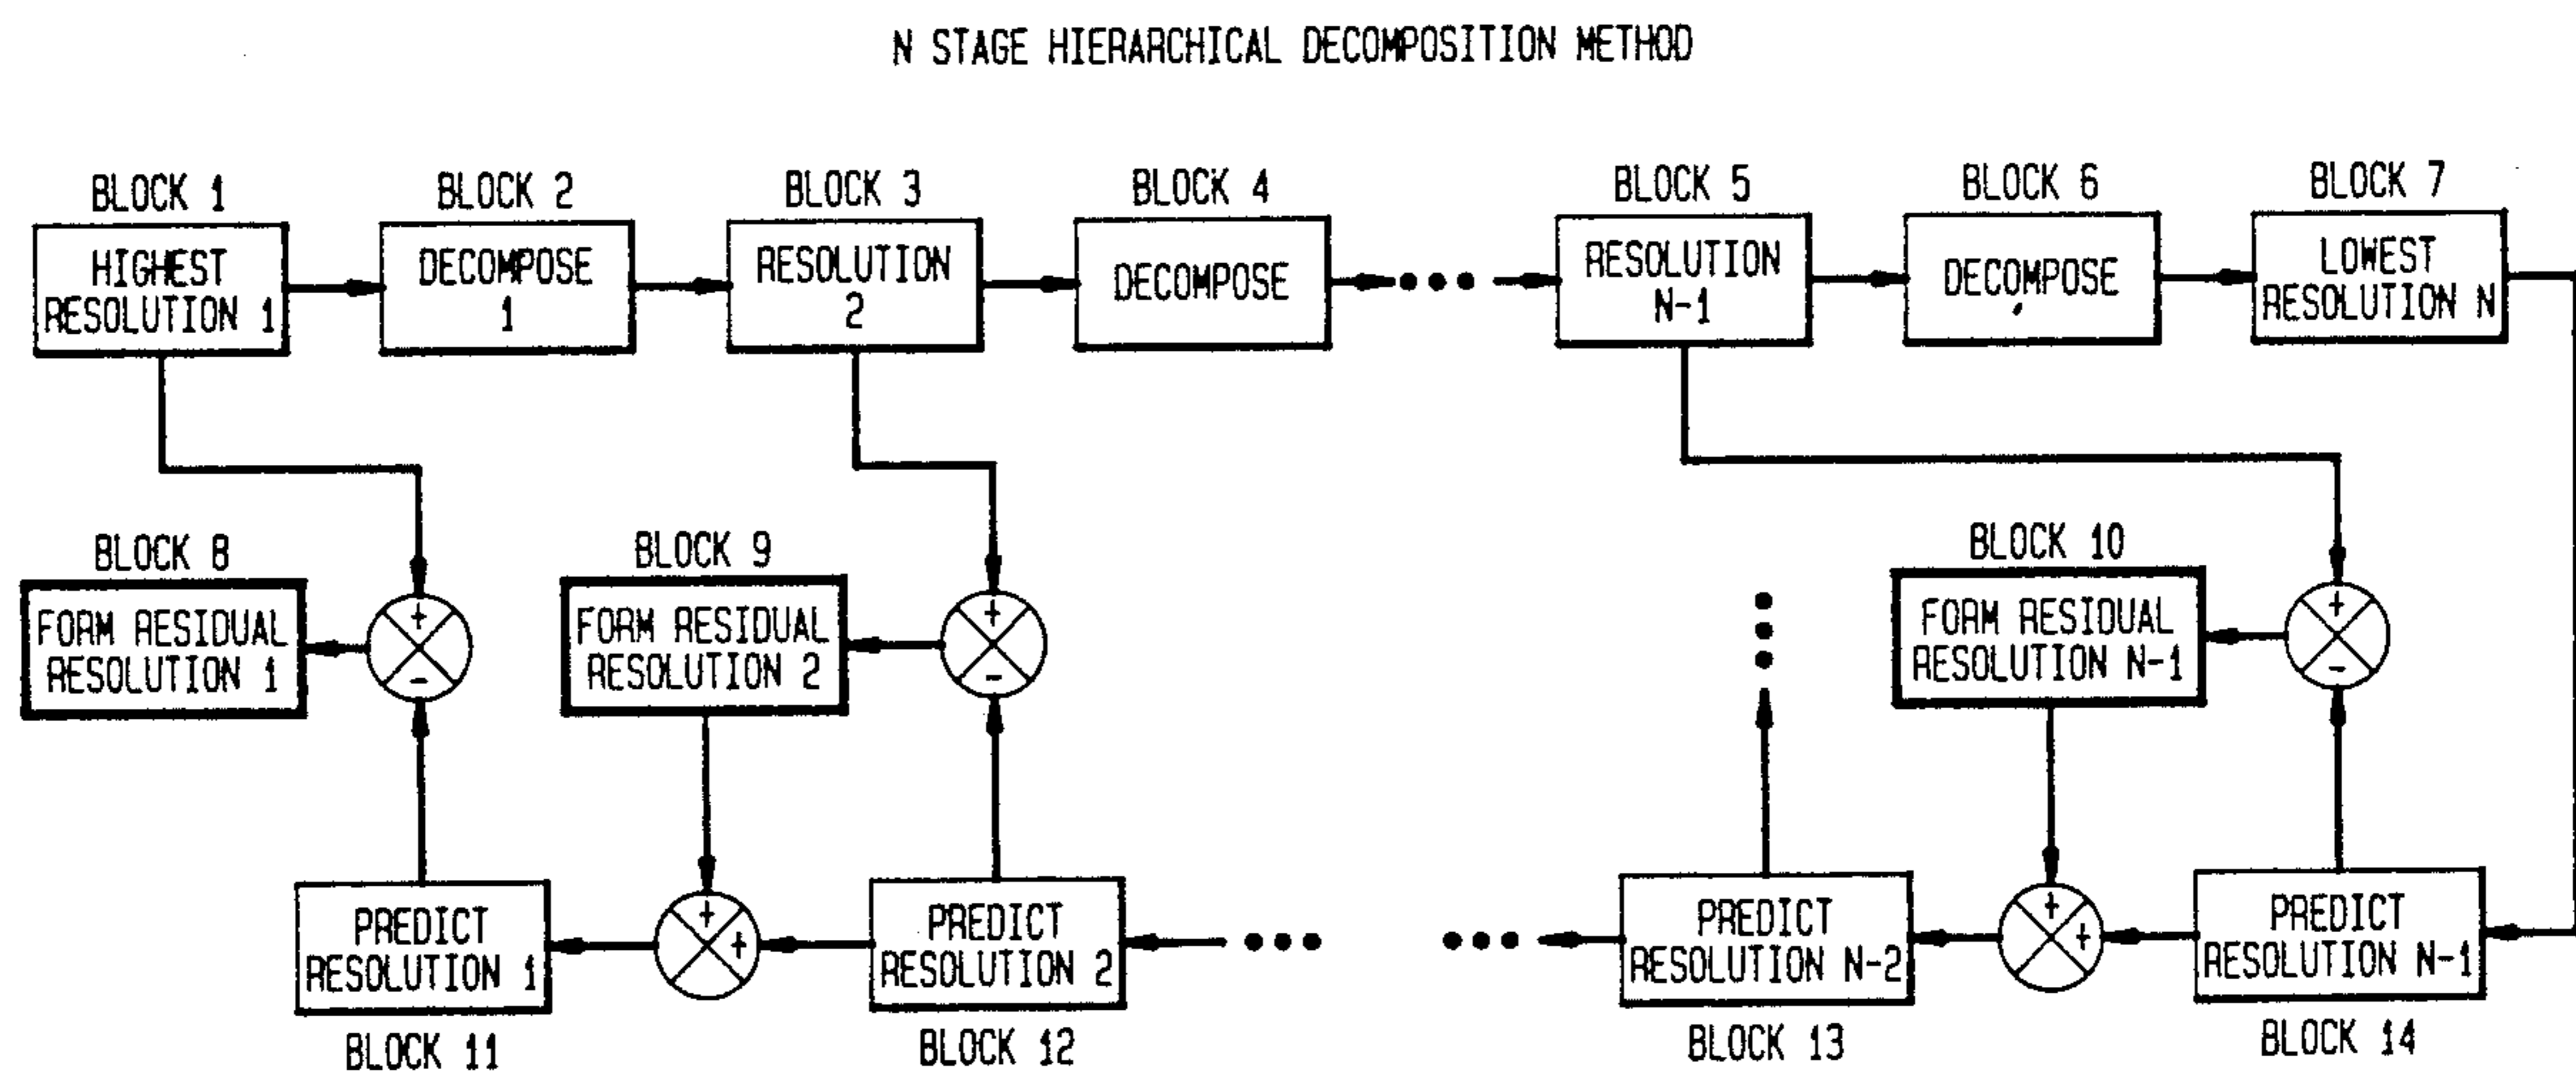 N STAGE HIERARCHICAL DECOMPOSITION METHOD
BLOCK 1
HIGHEST
RESOLUTION 1
BLOCK 2
DECOMPOSE
1
BLOCK 3
RESOLUTION
2
BLOCK 4
DECOMPOSE
BLOCK 5
RESOLUTION
N-1
BLOCK 6
DECOMPOSE
BLOCK 7
LOWEST
RESOLUTION N
BLOCK 8
FORM RESIDUAL
RESOLUTION 1
+
-
BLOCK 9
FORM RESIDUAL
RESOLUTION 2
+
-
BLOCK 10
FORM RESIDUAL
RESOLUTION N-1
+
-
PREDICT
RESOLUTION 1
BLOCK 11
+
+
PREDICT
RESOLUTION 2
BLOCK 12
PREDICT
RESOLUTION N-2
BLOCK 13
+
+
PREDICT
RESOLUTION N-1
BLOCK 14